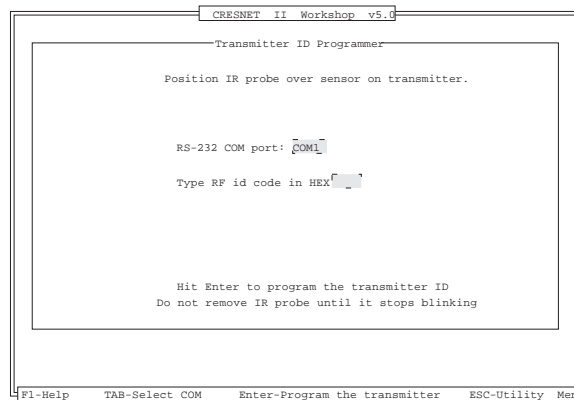 CRESNET II Workshop v5.0
Transmitter ID Programmer
Position IR probe over sensor on transmitter.
RS-232 COM port: COM1
Type RF id code in HEX _
Hit Enter to program the transmitter ID
Do not remove IR probe until it stops blinking
F1-Help TAB-Select COM Enter-Program the transmitter ESC-Utility Men